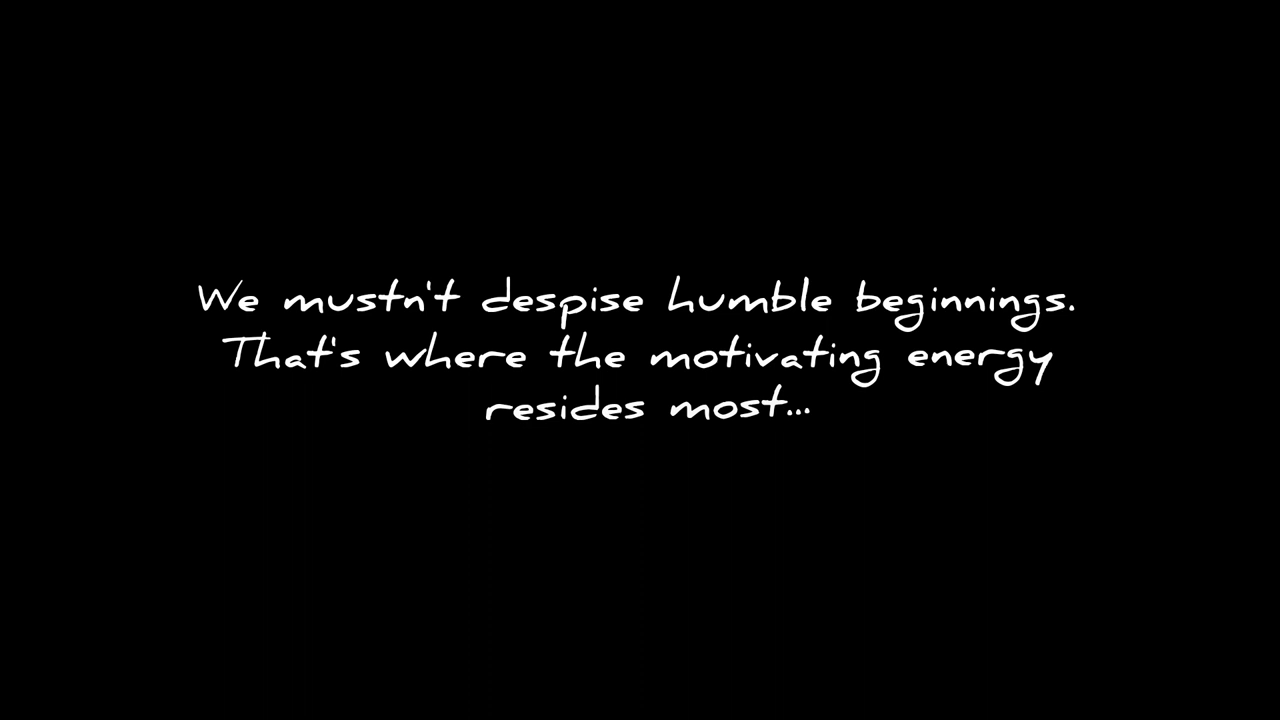 We mustn't despise humble beginnings.
That's where the motivating energy
resides most...